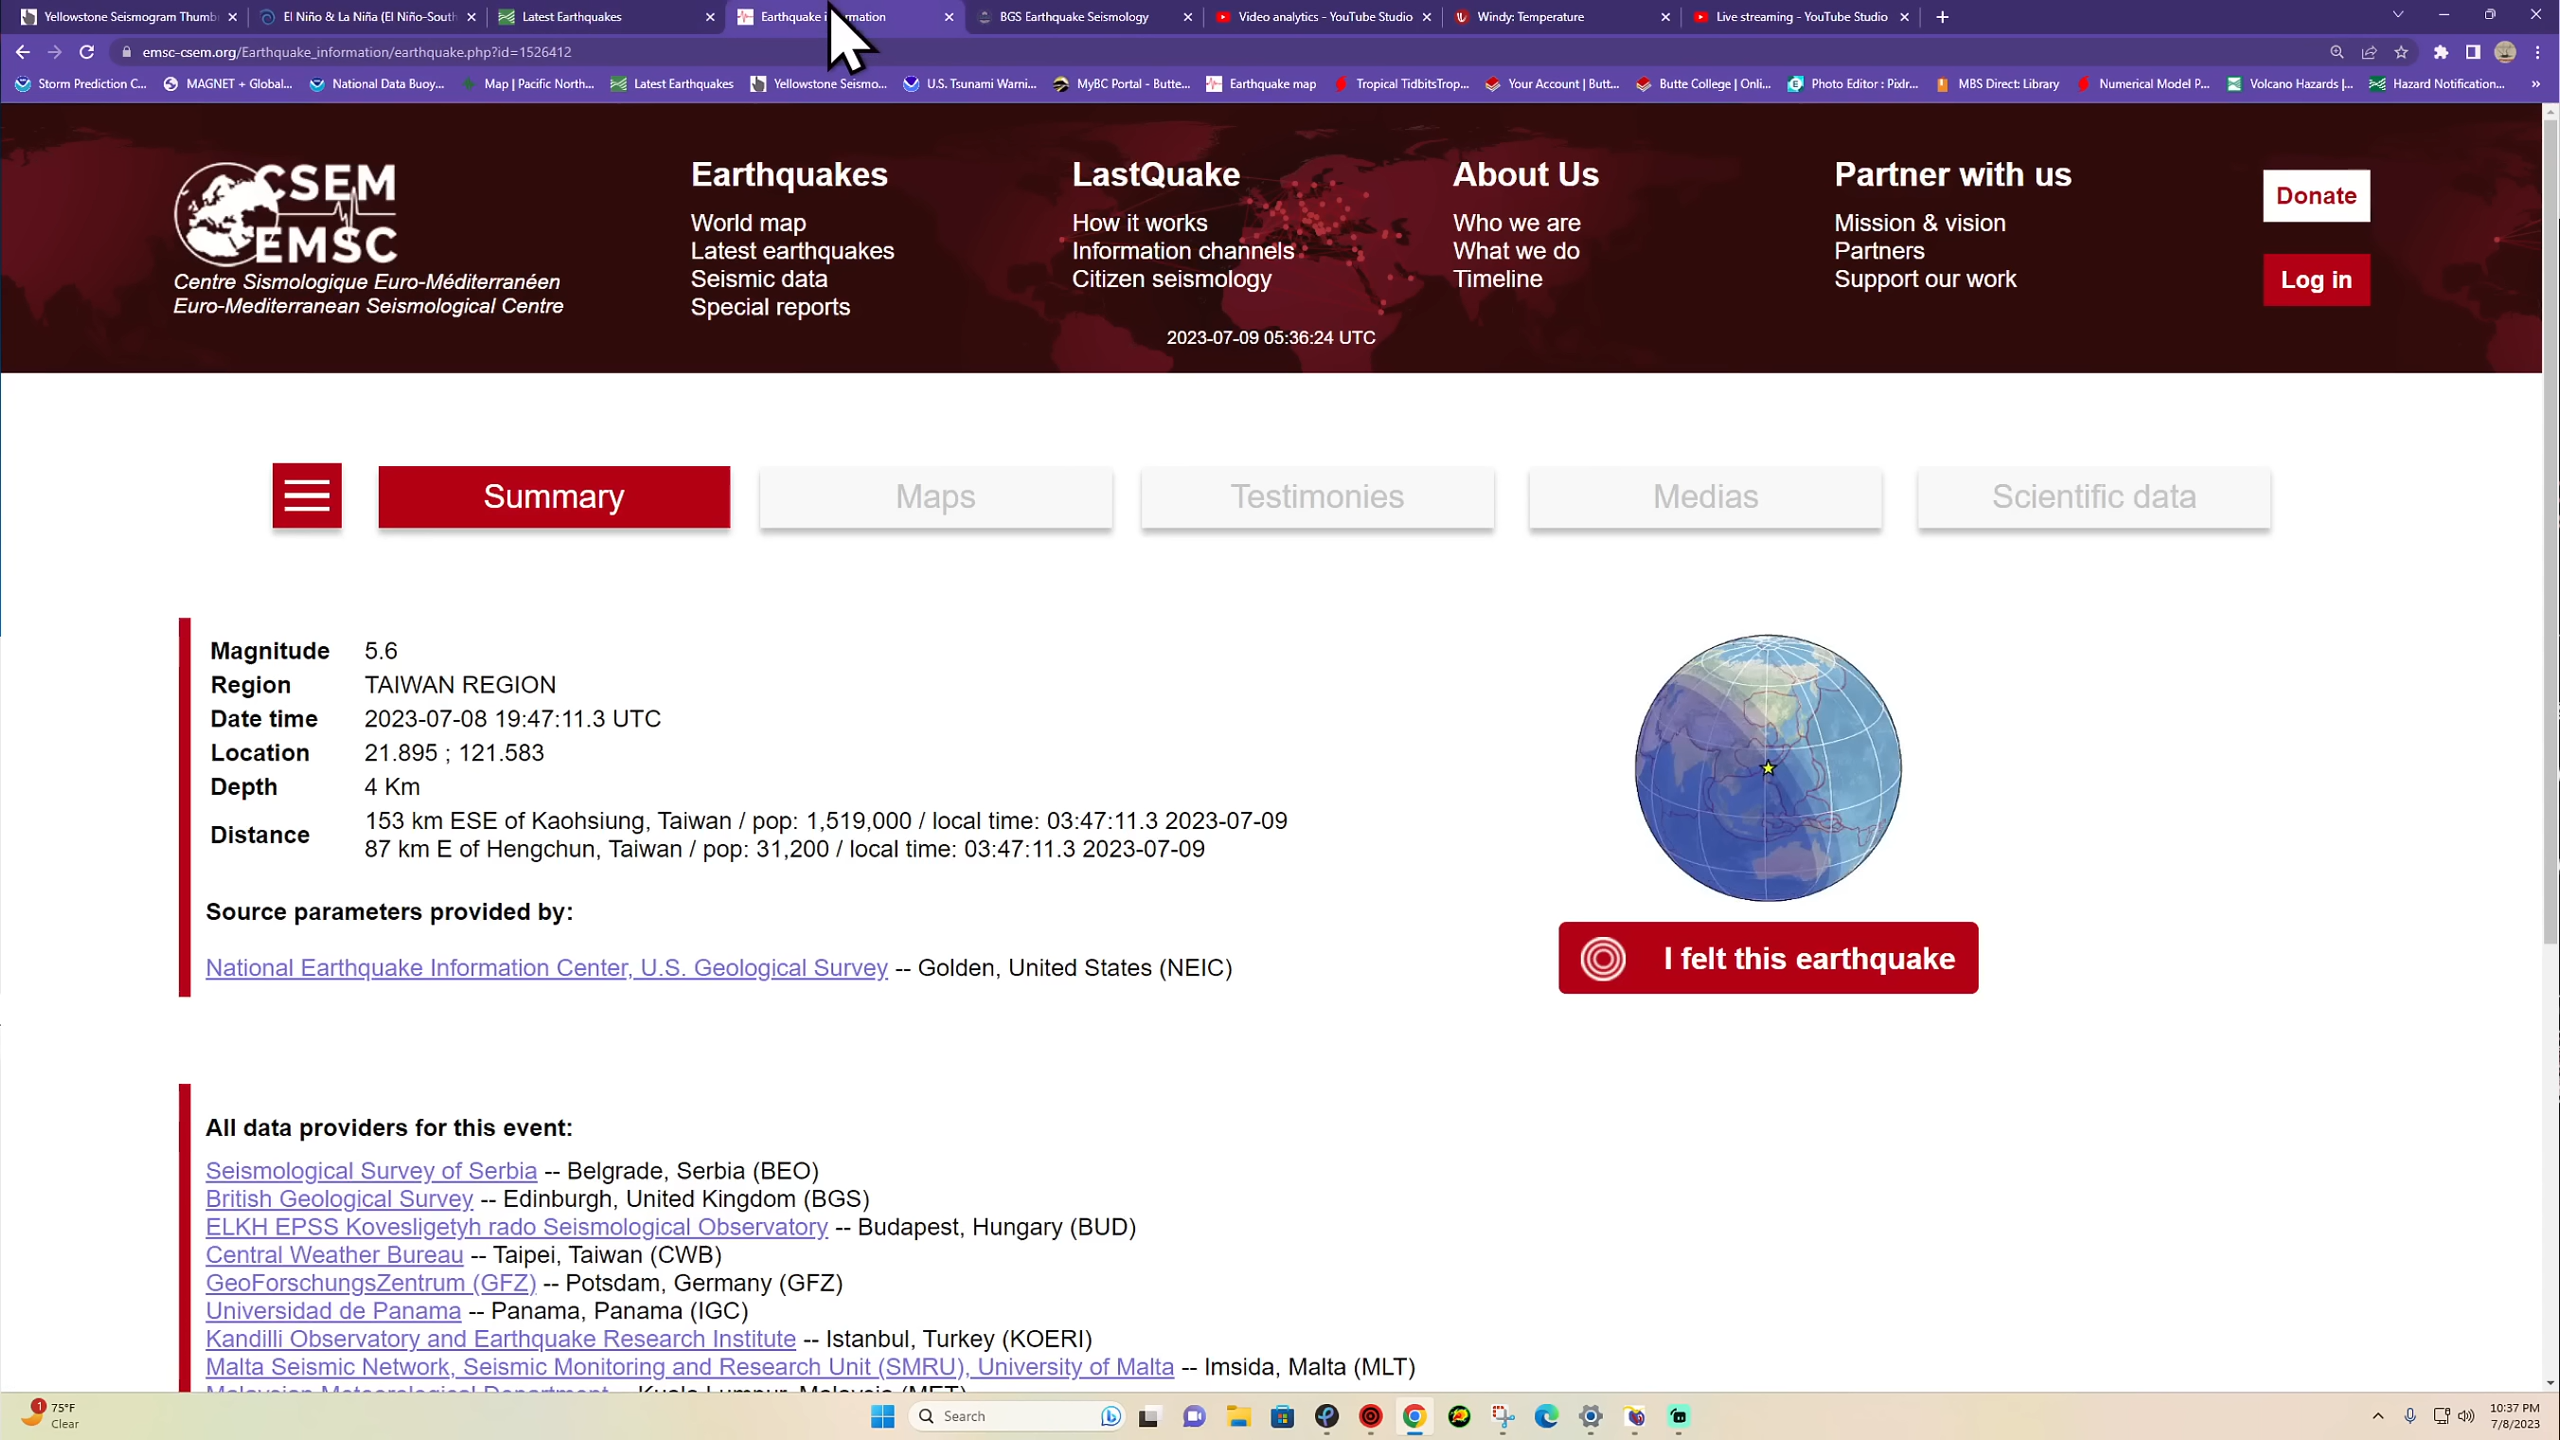 Yellowstone Seismogram Thumb
El Niño & La Niña (El Niño-South
Latest Earthquakes
Earthquake information
BGS Earthquake Seismology
Video analytics - YouTube Studio
Windy: Temperature
Live streaming - YouTube Studio
emsc-csem.org/Earthquake_information/earthquake.php?id=1526412
Storm Prediction C...
MAGNET + Global...
National Data Buoy...
Map | Pacific North...
Latest Earthquakes
Yellowstone Seismo...
U.S. Tsunami Warni...
MyBC Portal - Butte...
Earthquake map
Tropical TidbitsTrop...
Your Account | Butt...
Butte College | Onli...
Photo Editor : Pixlr...
MBS Direct: Library
Numerical Model P...
Volcano Hazards |...
Hazard Notification...
CSEM
EMSC
Centre Sismologique Euro-Méditerranéen
Euro-Mediterranean Seismological Centre
Earthquakes
World map
Latest earthquakes
Seismic data
Special reports
LastQuake
How it works
Information channels
Citizen seismology
About Us
Who we are
What we do
Timeline
Partner with us
Mission & vision
Partners
Support our work
Donate
Log in
2023-07-09 05:36:24 UTC
Summary
Maps
Testimonies
Medias
Scientific data
Magnitude 5.6
Region TAIWAN REGION
Date time 2023-07-08 19:47:11.3 UTC
Location 21.895 ; 121.583
Depth 4 Km
Distance 153 km ESE of Kaohsiung, Taiwan / pop: 1,519,000 / local time: 03:47:11.3 2023-07-09
87 km E of Hengchun, Taiwan / pop: 31,200 / local time: 03:47:11.3 2023-07-09
Source parameters provided by:
National Earthquake Information Center, U.S. Geological Survey -- Golden, United States (NEIC)
I felt this earthquake
All data providers for this event:
Seismological Survey of Serbia -- Belgrade, Serbia (BEO)
British Geological Survey -- Edinburgh, United Kingdom (BGS)
ELKH EPSS Kovesligetyh rado Seismological Observatory -- Budapest, Hungary (BUD)
Central Weather Bureau -- Taipei, Taiwan (CWB)
GeoForschungsZentrum (GFZ) -- Potsdam, Germany (GFZ)
Universidad de Panama -- Panama, Panama (IGC)
Kandilli Observatory and Earthquake Research Institute -- Istanbul, Turkey (KOERI)
Malta Seismic Network, Seismic Monitoring and Research Unit (SMRU), University of Malta -- Imsida, Malta (MLT)
Malaysian Meteorological Department -- Kuala Lumpur, Malaysia (MET)
1
75°F
Clear
Search
10:37 PM
7/8/2023